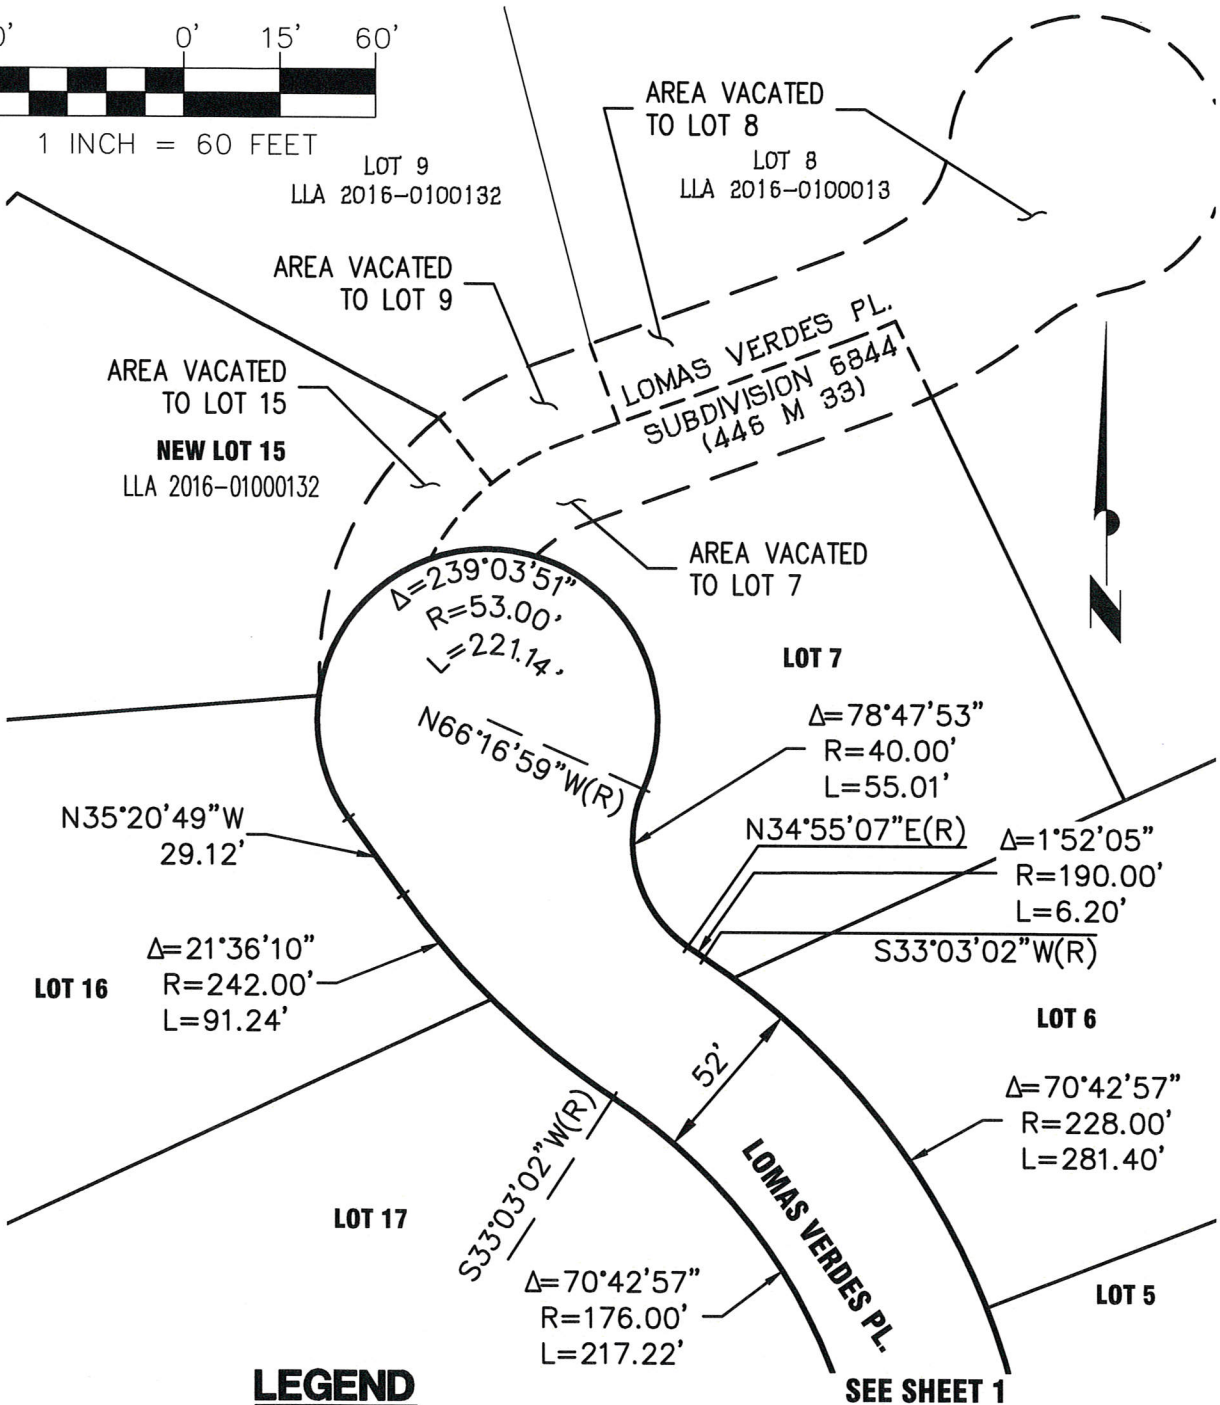 0'
0'
15'
60'
1 INCH = 60 FEET
LOT 9
LLA 2016-0100132
AREA VACATED
TO LOT 8
LOT 8
LLA 2016-0100013
AREA VACATED
TO LOT 9
AREA VACATED
TO LOT 15
NEW LOT 15
LLA 2016-01000132
LOMAS VERDES PL.
SUBDIVISION 6844
(446 M 33)
AREA VACATED
TO LOT 7
N
Δ=239°03'51"
R=53.00'
L=221.14'
LOT 7
N66°16'59"W(R)
Δ=78°47'53"
R=40.00'
L=55.01'
N35°20'49"W
29.12'
N34°55'07"E(R)
Δ=1°52'05"
R=190.00'
L=6.20'
S33°03'02"W(R)
Δ=21°36'10"
R=242.00'
L=91.24'
LOT 16
LOT 6
52'
Δ=70°42'57"
R=228.00'
L=281.40'
S33°03'02"W(R)
LOMAS VERDES PL.
LOT 17
Δ=70°42'57"
R=176.00'
L=217.22'
LOT 5
LEGEND
SEE SHEET 1